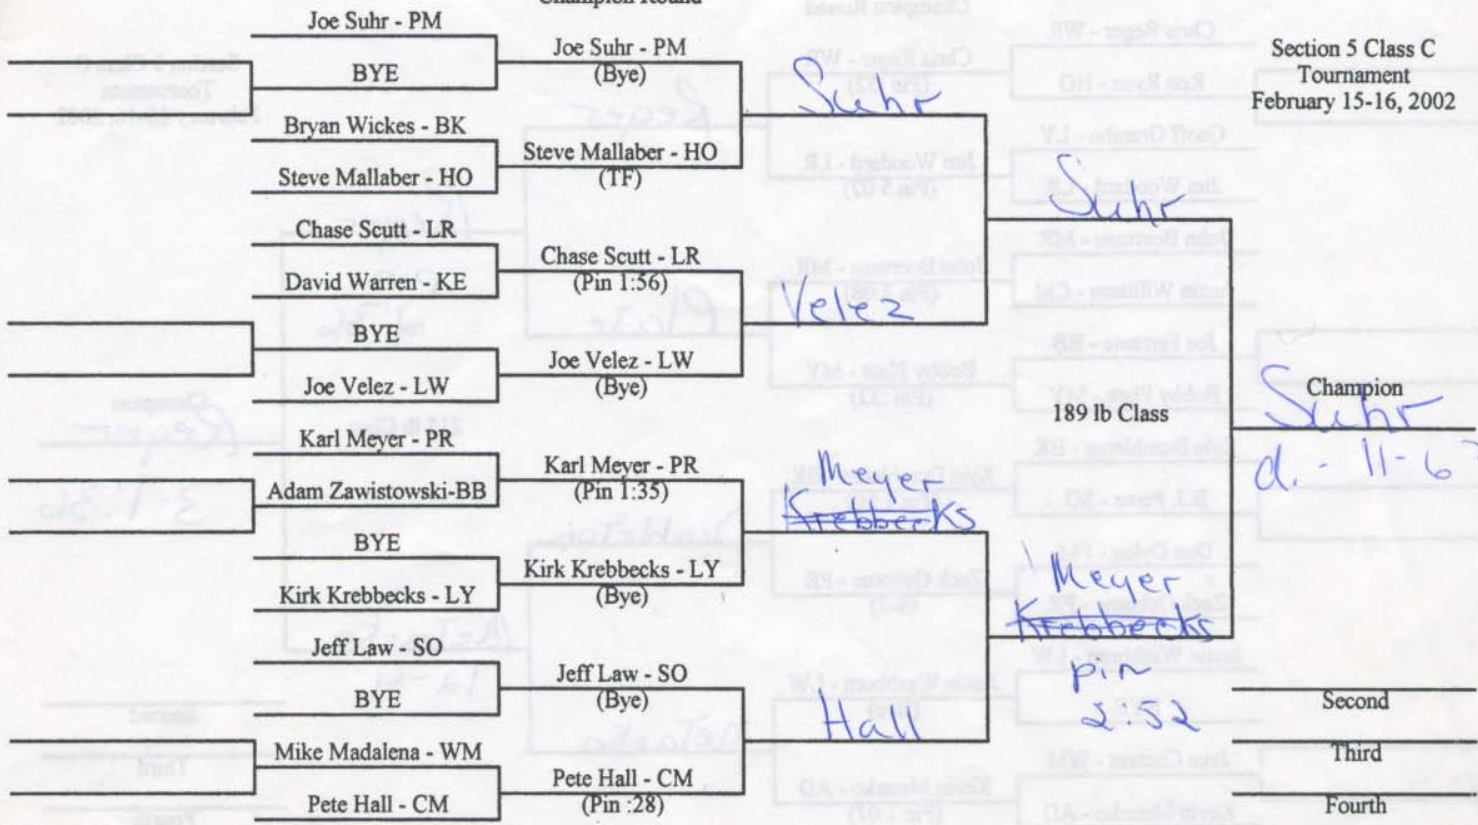 Champion Round
Joe Suhr - PM
BYE
Bryan Wickes - BK
Steve Mallaber - HO
Chase Scutt - LR
David Warren - KE
BYE
Joe Velez - LW
Karl Meyer - PR
Adam Zawistowski-BB
BYE
Kirk Krebbecks - LY
Jeff Law - SO
BYE
Mike Madalena - WM
Pete Hall - CM
Joe Suhr - PM
(Bye)
Steve Mallaber - HO
(TF)
Chase Scutt - LR
(Pin 1:56)
Joe Velez - LW
(Bye)
Karl Meyer - PR
(Pin 1:35)
Kirk Krebbecks - LY
(Bye)
Jeff Law - SO
(Bye)
Pete Hall - CM
(Pin :28)
Suhr
Velez
Meyer
Krebbecks
Hall
Suhr
189 lb Class
Meyer
Krebbecks
pin
2:52
Section 5 Class C
Tournament
February 15-16, 2002
Champion
Suhr
d. - 11-6
Second
Third
Fourth